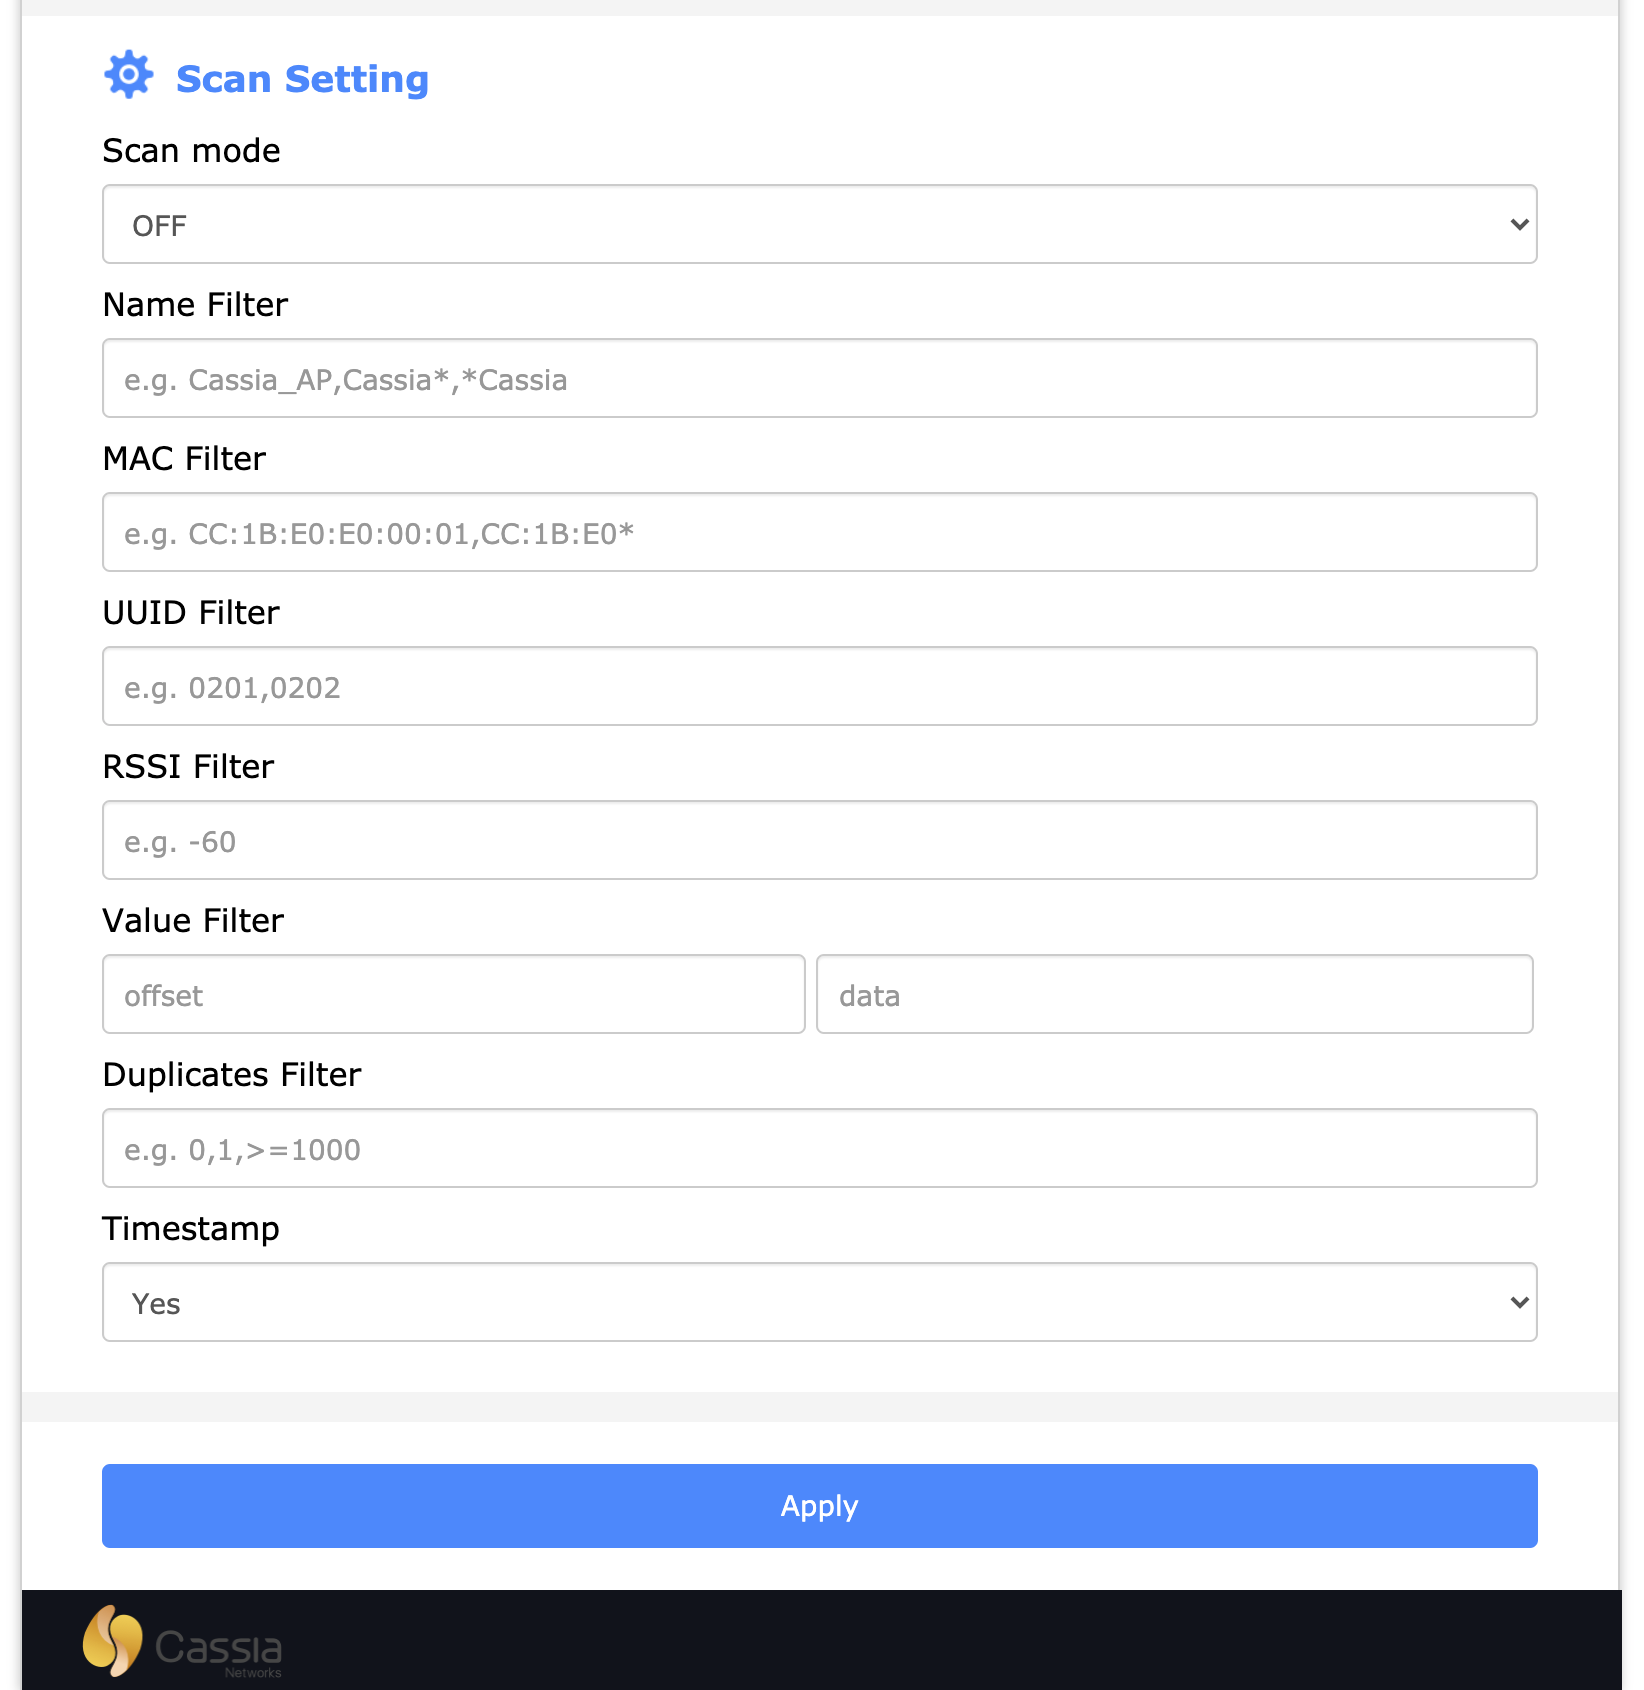 Scan Setting
Scan mode
OFF
Name Filter
e.g. Cassia_AP,Cassia*,*Cassia
MAC Filter
e.g. CC:1B:E0:E0:00:01,CC:1B:E0*
UUID Filter
e.g. 0201,0202
RSSI Filter
e.g. -60
Value Filter
offset data
Duplicates Filter
e.g. 0,1,>=1000
Timestamp
Yes
Apply
Cassia
Networks